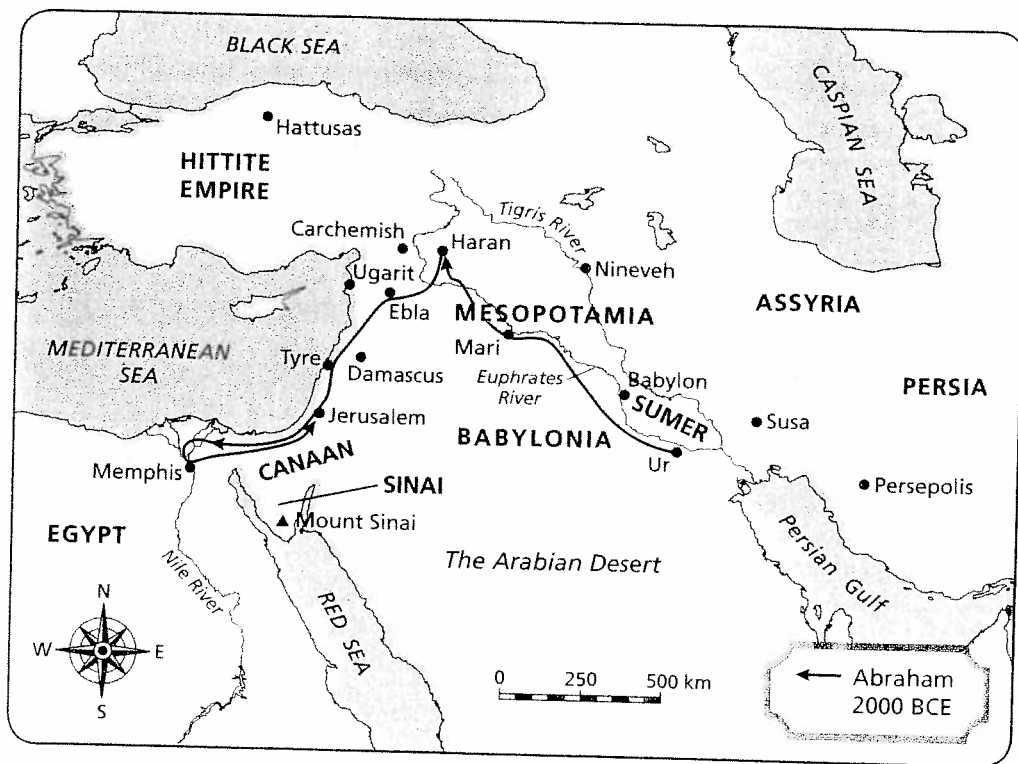 BLACK SEA
CASPIAN SEA
Hattusas
HITTITE
EMPIRE
Tigris River
Carchemish
Haran
Nineveh
Ugarit
Ebla
MESOPOTAMIA
ASSYRIA
MEDITERRANEAN
SEA
Tyre
Damascus
Mari
Euphrates
River
Babylon
PERSIA
SUMER
Jerusalem
Susa
BABYLONIA
CANAAN
Ur
Memphis
SINAI
Persepolis
Mount Sinai
EGYPT
The Arabian Desert
Persian Gulf
Nile River
RED SEA
N
W
E
S
0 250 500 km
Abraham
2000 BCE